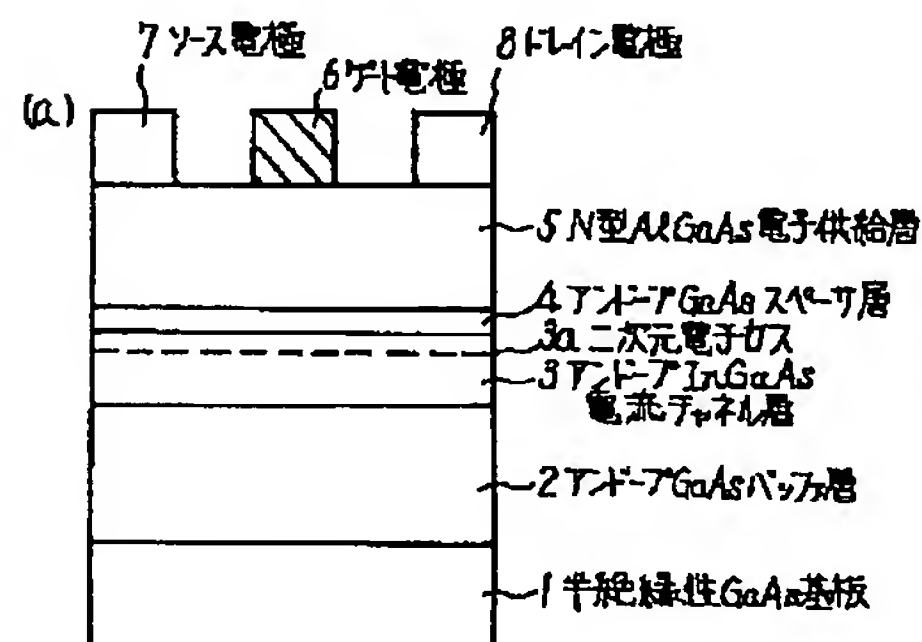 7 ソース電極
8 ドレイン電極
6 ゲート電極
(a)
5 N型AlGaAs電子供給層
4 アンドープGaAsスペーサ層
3a 二次元電子ガス
3 アンドープInGaAs
電流チャネル層
2 アンドープGaAsバッファ層
1 半絶縁性GaAs基板